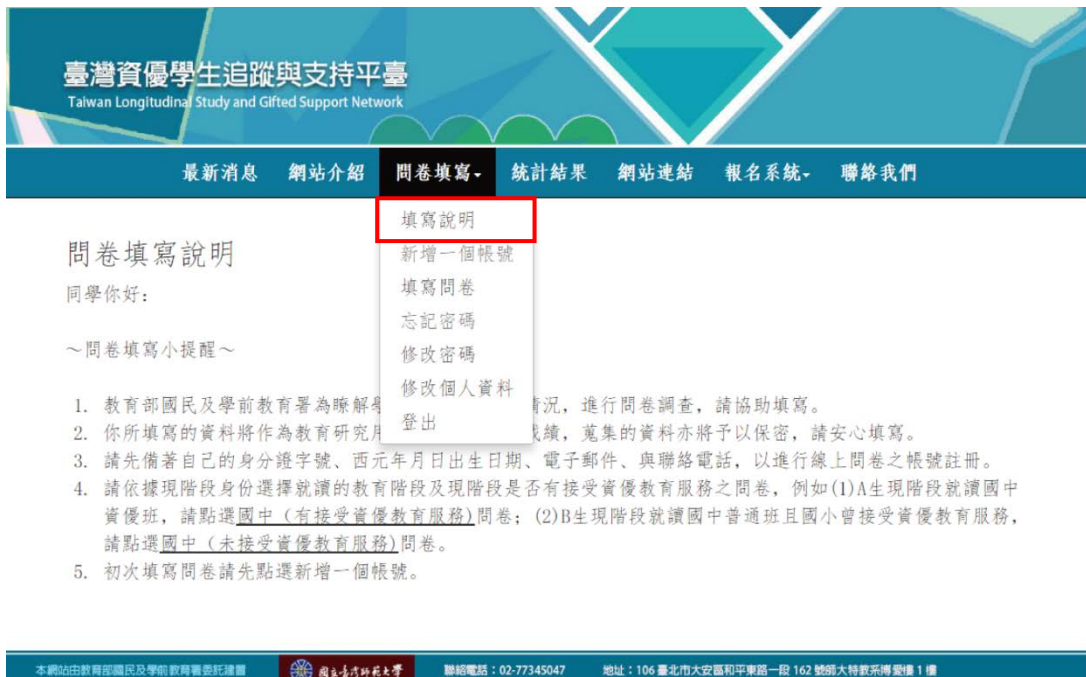 臺灣資優學生追蹤與支持平臺
Taiwan Longitudinal Study and Gifted Support Network
最新消息 網站介紹 問卷填寫 統計結果 網站連結 報名系統 聯絡我們
填寫說明
新增一個帳號
填寫問卷
忘記密碼
修改密碼
修改個人資料
登出
問卷填寫說明
同學你好:
~問卷填寫小提醒~
1. 教育部國民及學前教育署為瞭解 情況,進行問卷調查,請協助填寫。
2. 你所填寫的資料將作為教育研究 成績,蒐集的資料亦將予以保密,請安心填寫。
3. 請先備著自己的身分證字號、西元年月日出生日期、電子郵件、與聯絡電話,以進行線上問卷之帳號註冊。
4. 請依據現階段身份選擇就讀的教育階段及現階段是否有接受資優教育服務之問卷,例如(1)A生現階段就讀國中
資優班,請點選國中(有接受資優教育服務)問卷;(2)B生現階段就讀國中普通班且國小曾接受資優教育服務,
請點選國中(未接受資優教育服務)問卷。
5. 初次填寫問卷請先點選新增一個帳號。
本網站由教育部國民及學前教育署委託建置 國立臺灣師範大學 聯絡電話:02-77345047 地址:106 臺北市大安區和平東路一段 162 號師大特教系博愛樓 1 樓